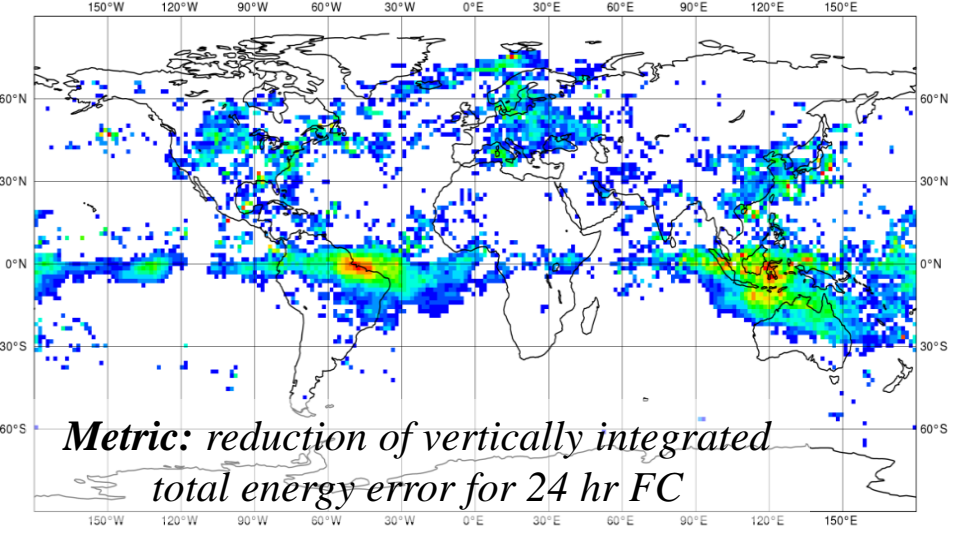 150°W 120°W 90°W 60°W 30°W 0°E 30°E 60°E 90°E 120°E 150°E
60°N 60°N
30°N 30°N
0°N 0°N
30°S 30°S
60°S 60°S
Metric: reduction of vertically integrated
total energy error for 24 hr FC
150°W 120°W 90°W 60°W 30°W 0°E 30°E 60°E 90°E 120°E 150°E